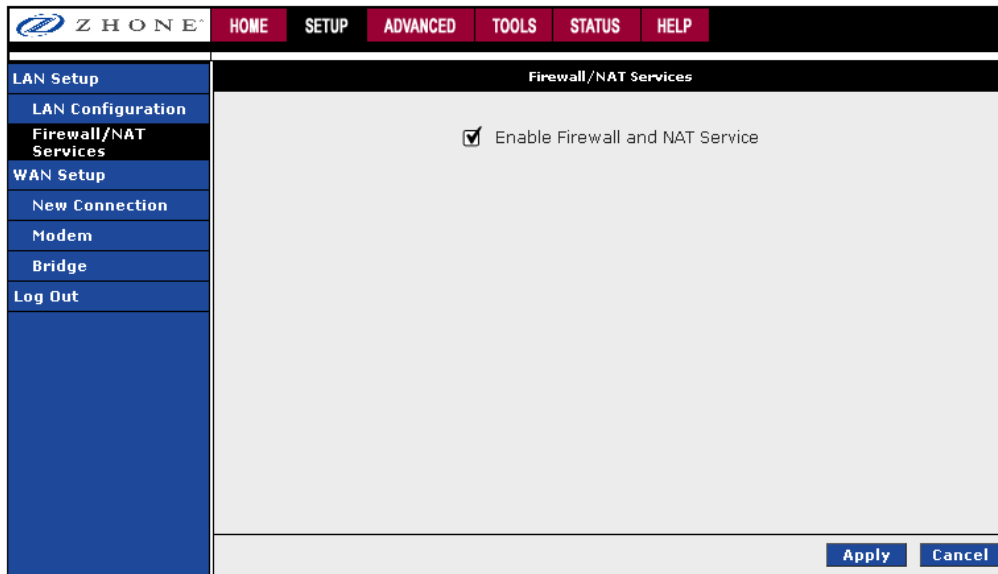 ZHONE
HOME SETUP ADVANCED TOOLS STATUS HELP
LAN Setup
LAN Configuration
Firewall/NAT
Services
WAN Setup
New Connection
Modem
Bridge
Log Out
Firewall/NAT Services
Enable Firewall and NAT Service
Apply Cancel